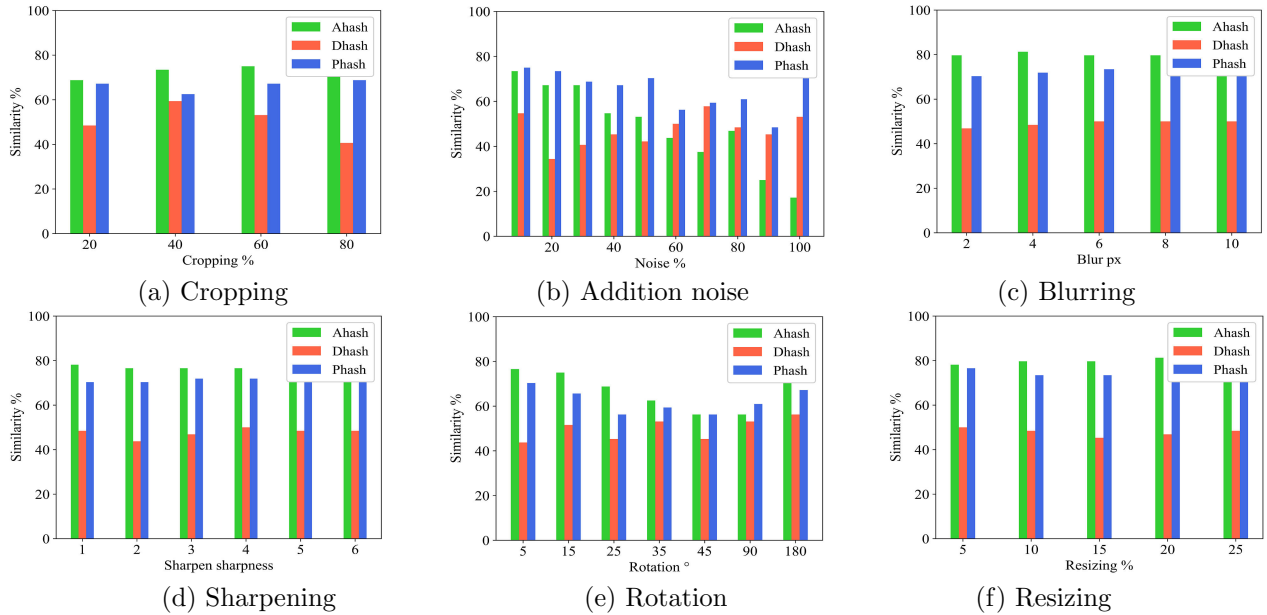 100
80
60
40
20
0
Similarity %
Ahash
Dhash
Phash
20 40 60 80
Cropping %
(a) Cropping
100
80
60
40
20
0
Similarity %
Ahash
Dhash
Phash
20 40 60 80 100
Noise %
(b) Addition noise
100
80
60
40
20
0
Similarity %
Ahash
Dhash
Phash
2 4 6 8 10
Blur px
(c) Blurring
100
80
60
40
20
0
Similarity %
Ahash
Dhash
Phash
1 2 3 4 5 6
Sharpen sharpness
(d) Sharpening
100
80
60
40
20
0
Similarity %
Ahash
Dhash
Phash
5 15 25 35 45 90 180
Rotation °
(e) Rotation
100
80
60
40
20
0
Similarity %
Ahash
Dhash
Phash
5 10 15 20 25
Resizing %
(f) Resizing